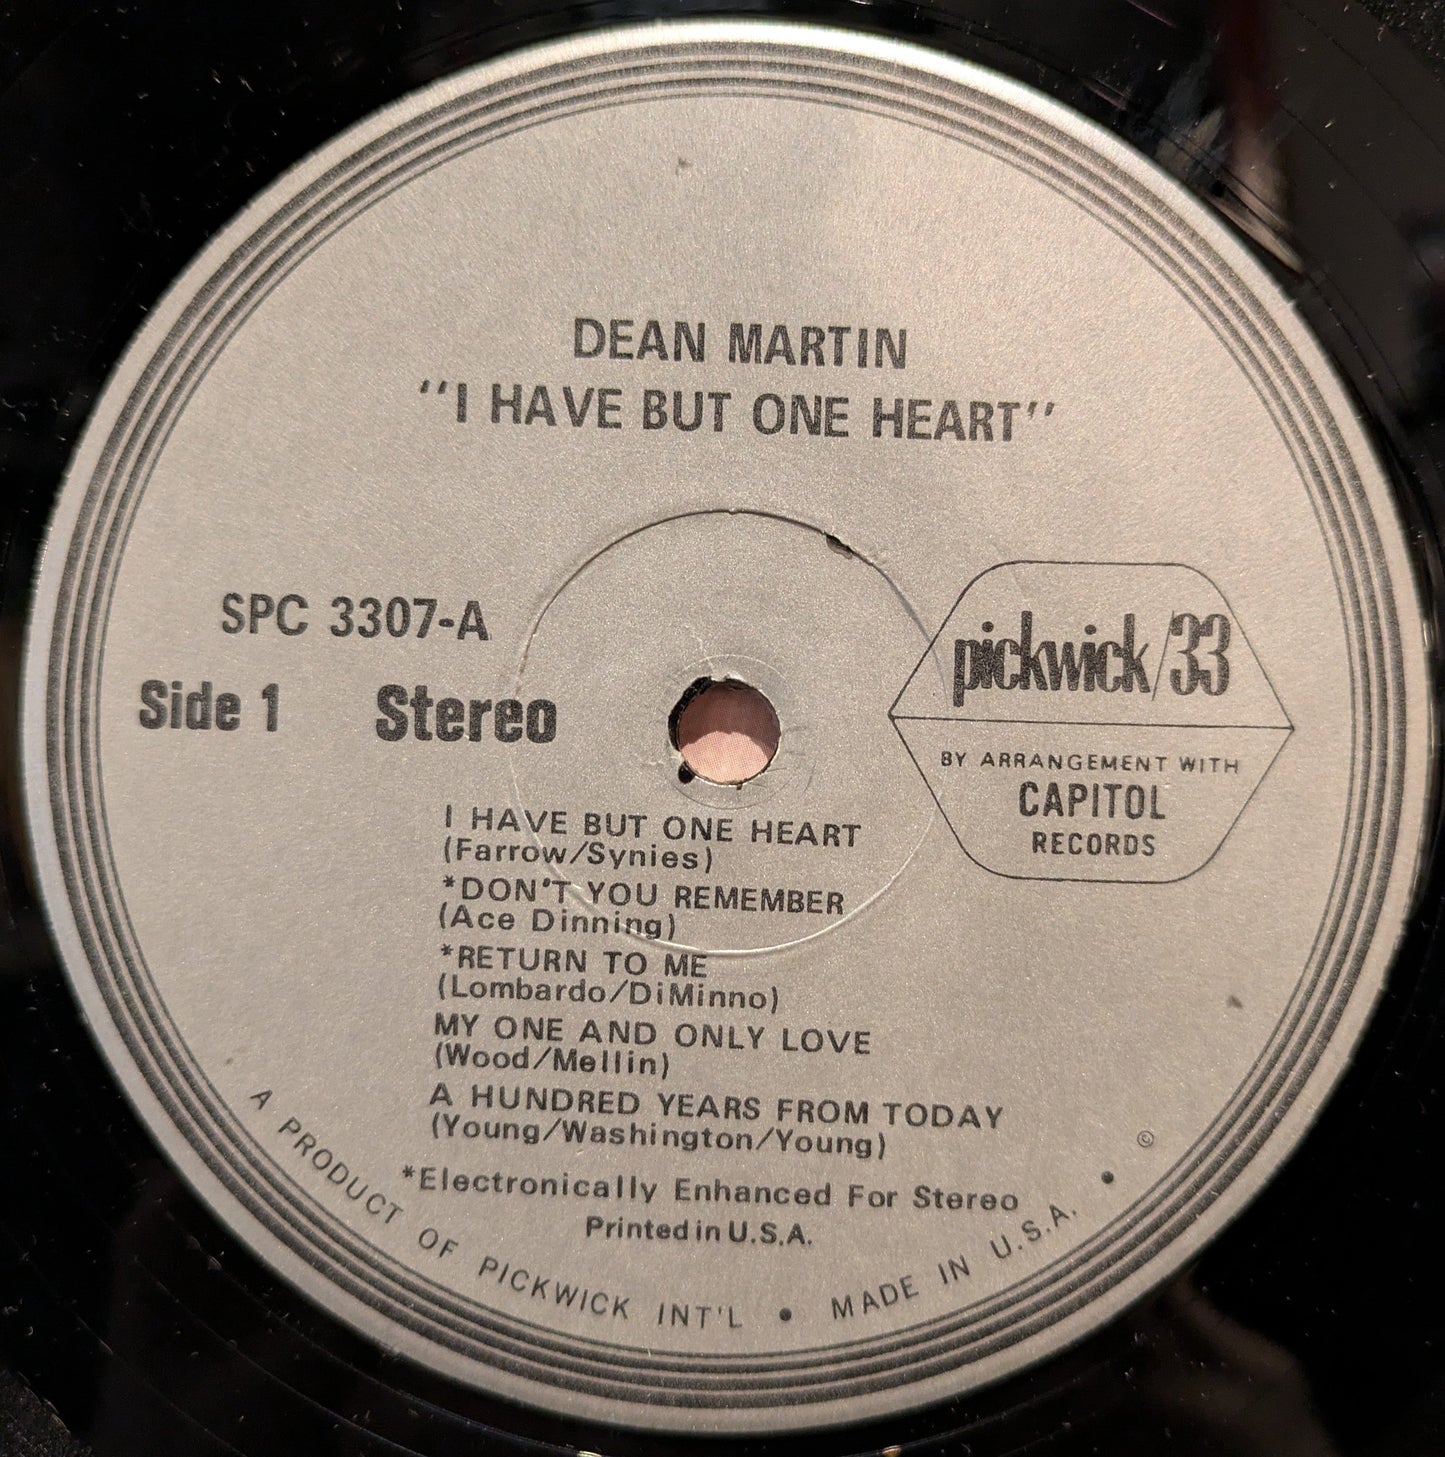 DEAN MARTIN
"I HAVE BUT ONE HEART"
SPC 3307-A
Side 1 Stereo
pickwick/33
BY ARRANGEMENT WITH
CAPITOL
RECORDS
I HAVE BUT ONE HEART
(Farrow/Synies)
*DON'T YOU REMEMBER
(Ace Dinning)
*RETURN TO ME
(Lombardo/DiMinno)
MY ONE AND ONLY LOVE
(Wood/Mellin)
A HUNDRED YEARS FROM TODAY
(Young/Washington/Young)
*Electronically Enhanced For Stereo
Printed in U.S.A.
A PRODUCT OF PICKWICK INT'L • MADE IN U.S.A. • ©